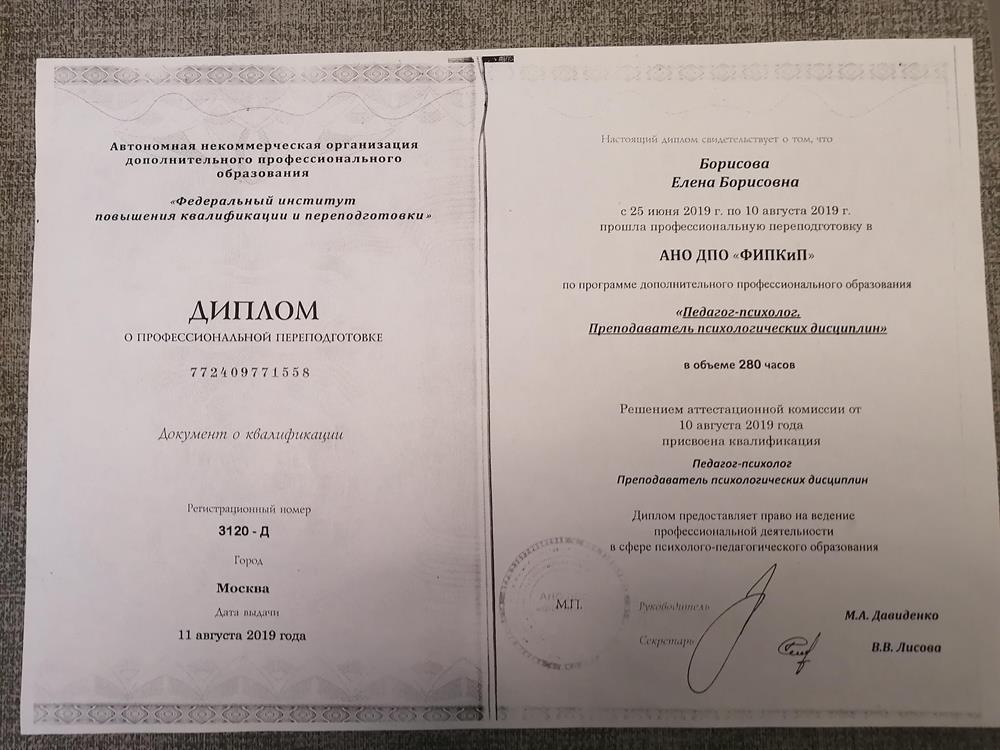 Автономная некоммерческая организация
дополнительного профессионального
образования
«Федеральный институт
повышения квалификации и переподготовки»
ДИПЛОМ
О ПРОФЕССИОНАЛЬНОЙ ПЕРЕПОДГОТОВКЕ
772409771558
Документ о квалификации
Регистрационный номер
3120 - Д
Город
Москва
Дата выдачи
11 августа 2019 года
Настоящий диплом свидетельствует о том, что
Борисова
Елена Борисовна
с 25 июня 2019 г. по 10 августа 2019 г.
прошла профессиональную переподготовку в
АНО ДПО «ФИПКиП»
по программе дополнительного профессионального образования
«Педагог-психолог.
Преподаватель психологических дисциплин»
в объеме 280 часов
Решением аттестационной комиссии от
10 августа 2019 года
присвоена квалификация
Педагог-психолог
Преподаватель психологических дисциплин
Диплом предоставляет право на ведение
профессиональной деятельности
в сфере психолого-педагогического образования
АНО
М.П.
Руководитель
М.А. Давиденко
Секретарь
В.В. Лисова